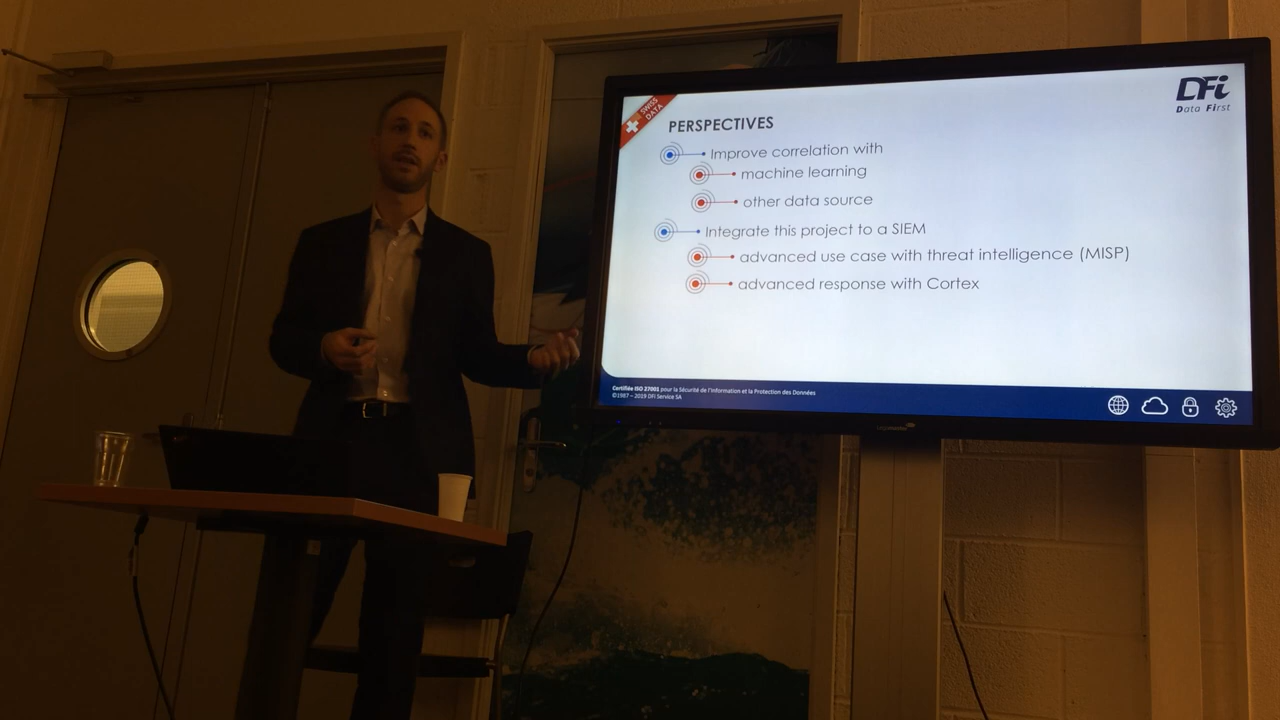 SWISS
DATA
DFi
Data First
PERSPECTIVES
Improve correlation with
machine learning
other data source
Integrate this project to a SIEM
advanced use case with threat intelligence (MISP)
advanced response with Cortex
Certifiée ISO 27001 pour la Sécurité de l'Information et la Protection des Données
©1987 – 2019 DFi Service SA